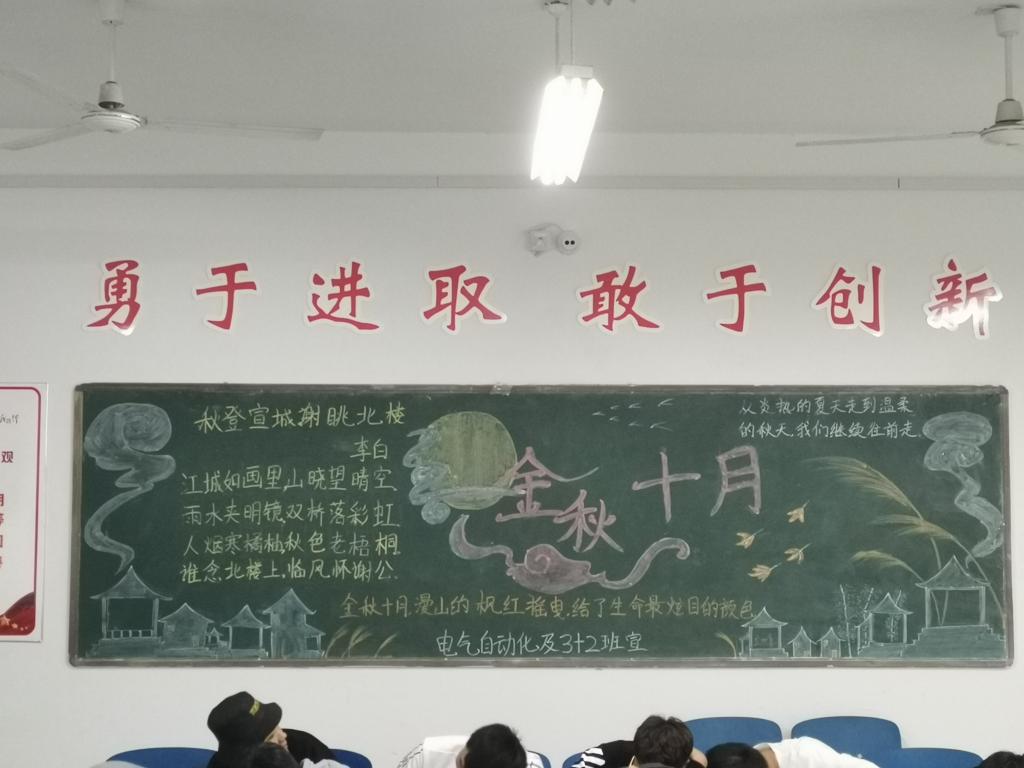 勇于进取 敢于创新
秋登宣城谢眺北楼
李白
江城如画里,山晓望晴空.
雨水夹明镜,双桥落彩虹.
人烟寒橘柚,秋色老梧桐.
谁念北楼上,临风怀谢公.
金秋十月
从炎热的夏天走到温柔
的秋天,我们继续往前走.
金秋十月,漫山的枫红摇曳,给了生命最炫目的颜色
电气自动化及3+2班宣
观